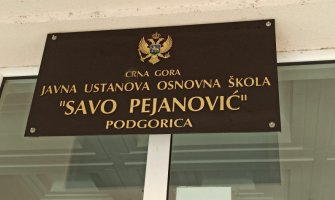 CRNA GORA
JAVNA USTANOVA OSNOVNA ŠKOLA
"SAVO PEJANOVIĆ"
PODGORICA